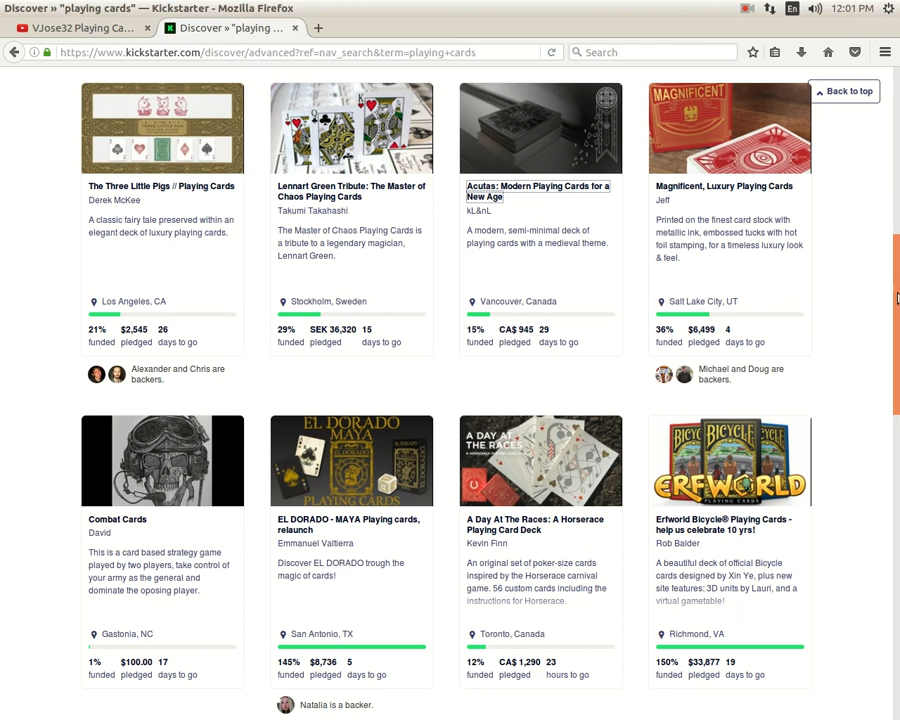 Discover » "playing cards" — Kickstarter - Mozilla Firefox
En
12:01 PM
VJose32 Playing Ca...
Discover » "playing ...
https://www.kickstarter.com/discover/advanced?ref=nav_search&term=playing+cards
Search
Back to top
The Three Little Pigs // Playing Cards
Derek McKee
A classic fairy tale preserved within an
elegant deck of luxury playing cards.
Los Angeles, CA
21% $2,545 26
funded pledged days to go
Alexander and Chris are
backers.
Lennart Green Tribute: The Master of
Chaos Playing Cards
Takumi Takahashi
The Master of Chaos Playing Cards is
a tribute to a legendary magician,
Lennart Green.
Stockholm, Sweden
29% SEK 36,320 15
funded pledged days to go
Acutas: Modern Playing Cards for a
New Age
kL&nL
A modern, semi-minimal deck of
playing cards with a medieval theme.
Vancouver, Canada
15% CA$ 945 29
funded pledged days to go
MAGNIFICENT
Magnificent, Luxury Playing Cards
Jeff
Printed on the finest card stock with
metallic ink, embossed tucks with hot
foil stamping, for a timeless luxury look
& feel.
Salt Lake City, UT
36% $6,499 4
funded pledged days to go
Michael and Doug are
backers.
Combat Cards
David
This is a card based strategy game
played by two players, take control of
your army as the general and
dominate the oposing player.
Gastonia, NC
1% $100.00 17
funded pledged days to go
EL DORADO
MAYA
PLAYING CARDS
EL DORADO - MAYA Playing cards,
relaunch
Emmanuel Valtierra
Discover EL DORADO trough the
magic of cards!
San Antonio, TX
145% $8,736 5
funded pledged days to go
Natalia is a backer.
A DAY AT
THE RACES:
A Day At The Races: A Horserace
Playing Card Deck
Kevin Finn
An original set of poker-size cards
inspired by the Horserace carnival
game. 56 custom cards including the
instructions for Horserace.
Toronto, Canada
12% CA$ 1,290 23
funded pledged hours to go
BICYCLE
ERFWORLD
PLAYING CARDS
Erfworld Bicycle® Playing Cards -
help us celebrate 10 yrs!
Rob Balder
A beautiful deck of official Bicycle
cards designed by Xin Ye, plus new
site features: 3D units by Lauri, and a
virtual gametable!
Richmond, VA
150% $33,877 19
funded pledged days to go